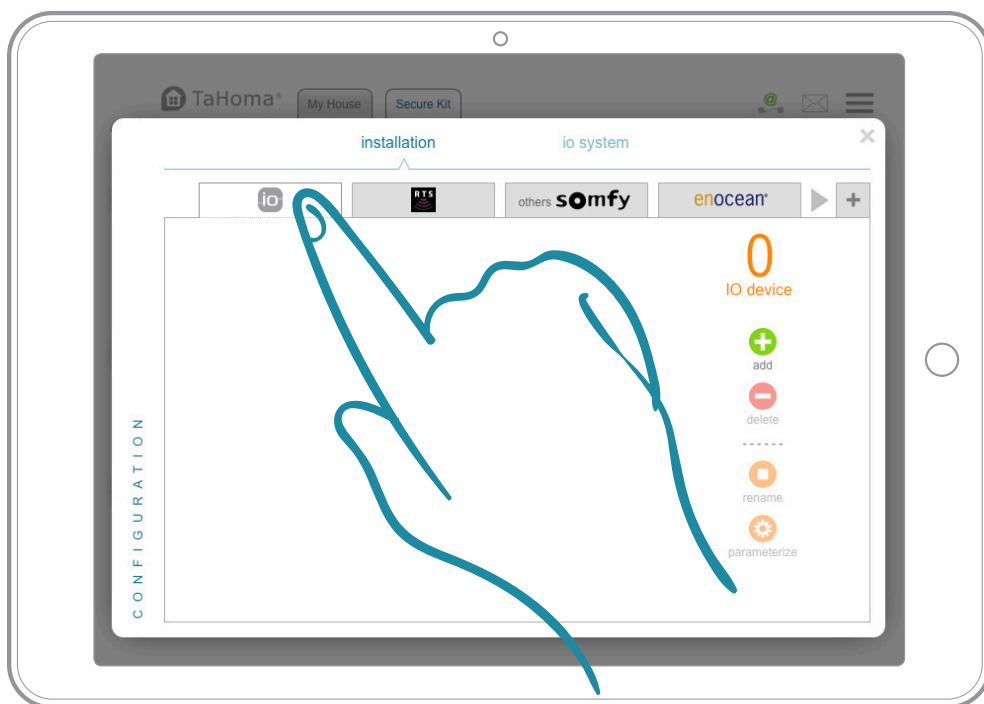 TaHoma®
My House
Secure Kit
@
installation
io system
io
RTS
others somfy
enocean®
0
IO device
add
delete
rename
parameterize
CONFIGURATION